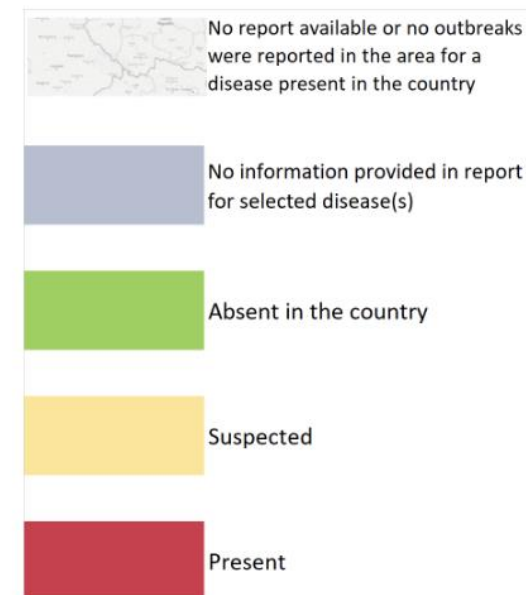 No report available or no outbreaks
were reported in the area for a
disease present in the country
No information provided in report
for selected disease(s)
Absent in the country
Suspected
Present